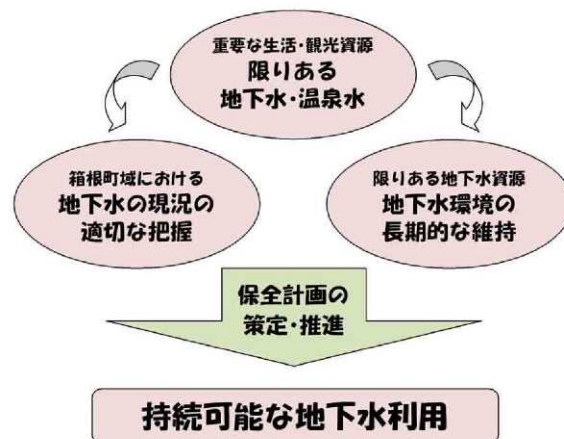 重要な生活・観光資源
限りある
地下水・温泉水
箱根町域における
地下水の現況の
適切な把握
限りある地下水資源
地下水環境の
長期的な維持
保全計画の
策定・推進
持続可能な地下水利用